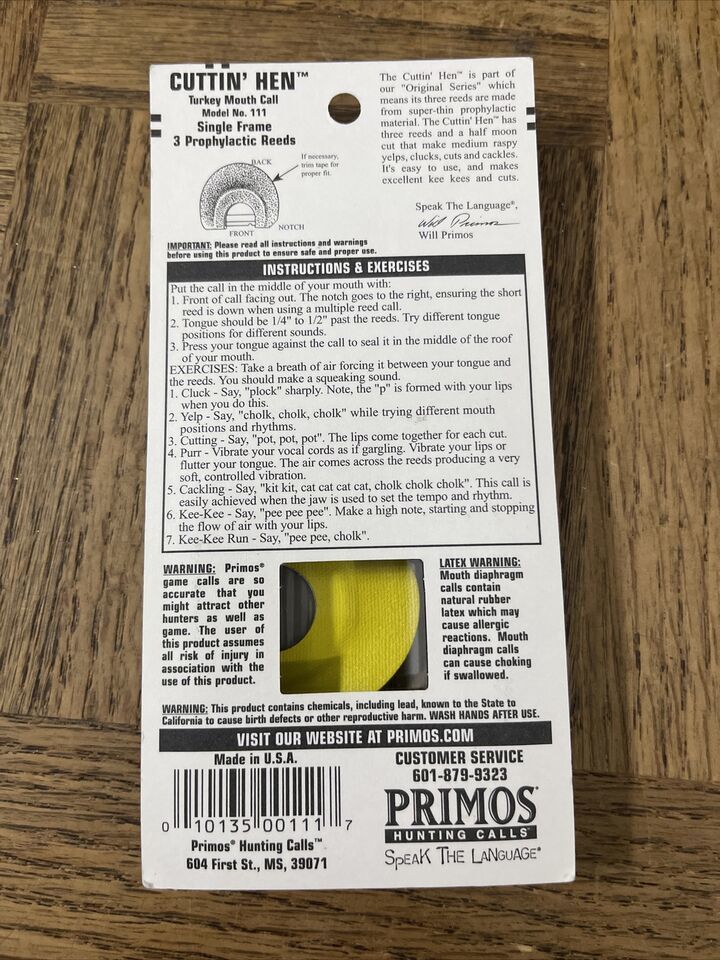 CUTTIN' HEN™
Turkey Mouth Call
Model No. 111
Single Frame
3 Prophylactic Reeds
BACK
If necessary,
trim tape for
proper fit.
NOTCH
FRONT
IMPORTANT: Please read all instructions and warnings
before using this product to ensure safe and proper use.
The Cuttin' Hen™ is part of
our "Original Series" which
means its three reeds are made
from super-thin prophylactic
material. The Cuttin' Hen™ has
three reeds and a half moon
cut that make medium raspy
yelps, clucks, cuts and cackles.
It's easy to use, and makes
excellent kee kees and cuts.
Speak The Language®,
Will Primos
Will Primos
INSTRUCTIONS & EXERCISES
Put the call in the middle of your mouth with:
1. Front of call facing out. The notch goes to the right, ensuring the short
reed is down when using a multiple reed call.
2. Tongue should be 1/4" to 1/2" past the reeds. Try different tongue
positions for different sounds.
3. Press your tongue against the call to seal it in the middle of the roof
of your mouth.
EXERCISES: Take a breath of air forcing it between your tongue and
the reeds. You should make a squeaking sound.
1. Cluck - Say, "plock" sharply. Note, the "p" is formed with your lips
when you do this.
2. Yelp - Say, "cholk, cholk, cholk" while trying different mouth
positions and rhythms.
3. Cutting - Say, "pot, pot, pot". The lips come together for each cut.
4. Purr - Vibrate your vocal cords as if gargling. Vibrate your lips or
flutter your tongue. The air comes across the reeds producing a very
soft, controlled vibration.
5. Cackling - Say, "kit kit, cat cat cat cat, cholk cholk cholk". This call is
easily achieved when the jaw is used to set the tempo and rhythm.
6. Kee-Kee - Say, "pee pee pee". Make a high note, starting and stopping
the flow of air with your lips.
7. Kee-Kee Run - Say, "pee pee, cholk".
WARNING: Primos®
game calls are so
accurate that you
might attract other
hunters as well as
game. The user of
this product assumes
all risk of injury in
association with the
use of this product.
LATEX WARNING:
Mouth diaphragm
calls contain
natural rubber
latex which may
cause allergic
reactions. Mouth
diaphragm calls
can cause choking
if swallowed.
WARNING: This product contains chemicals, including lead, known to the State to
California to cause birth defects or other reproductive harm. WASH HANDS AFTER USE.
VISIT OUR WEBSITE AT PRIMOS.COM
Made in U.S.A.
0 10135 00111 7
Primos® Hunting Calls™
604 First St., MS, 39071
CUSTOMER SERVICE
601-879-9323
PRIMOS®
HUNTING CALLS
SPEAK THE LANGUAGE®